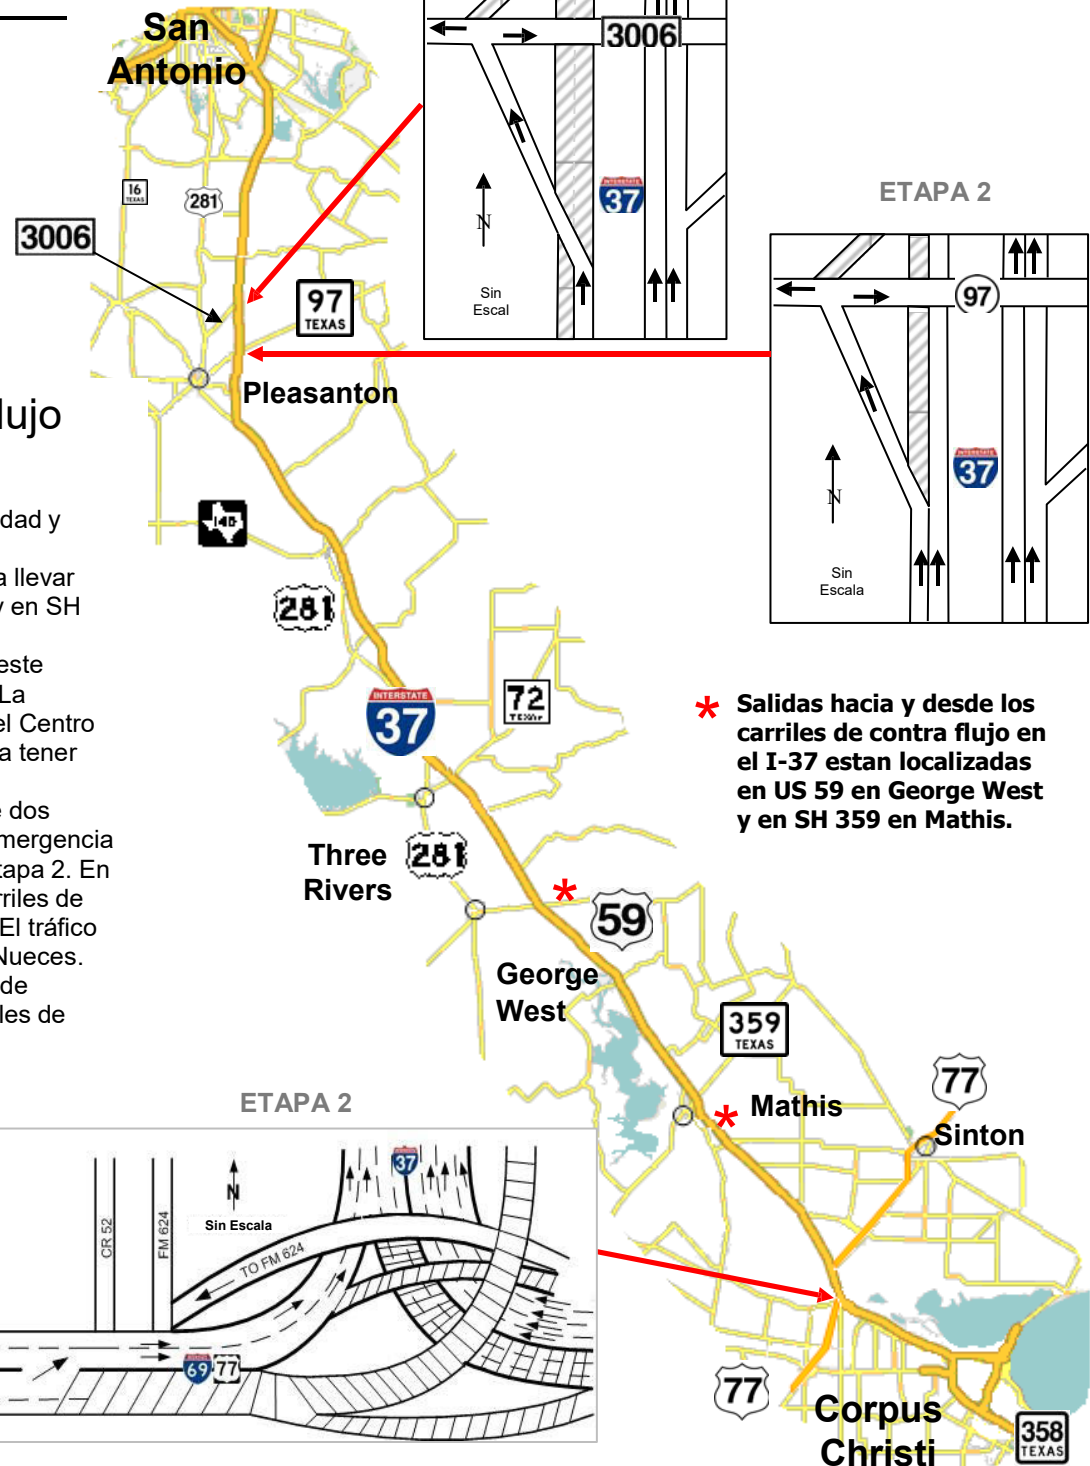 San
Antonio
3006
16
TEXAS
281
37
N
Sin
Escal
ETAPA 2
3006
97
TEXAS
97
37
N
Sin
Escala
Pleasanton
lujo
dad y
a llevar
y en SH
este
La
el Centro
a tener
e dos
mergencia
tapa 2. En
rriles de
El tráfico
Nueces.
de
les de
140
281
INTERSTATE
37
72
TEXAS
* Salidas hacia y desde los
carriles de contra flujo en
el I-37 estan localizadas
en US 59 en George West
y en SH 359 en Mathis.
Three
Rivers
281
*
59
George
West
359
TEXAS
77
* Mathis
Sinton
ETAPA 2
CR 52
FM 624
N
Sin Escala
37
TO FM 624
69
77
77
Corpus
Christi
358
TEXAS